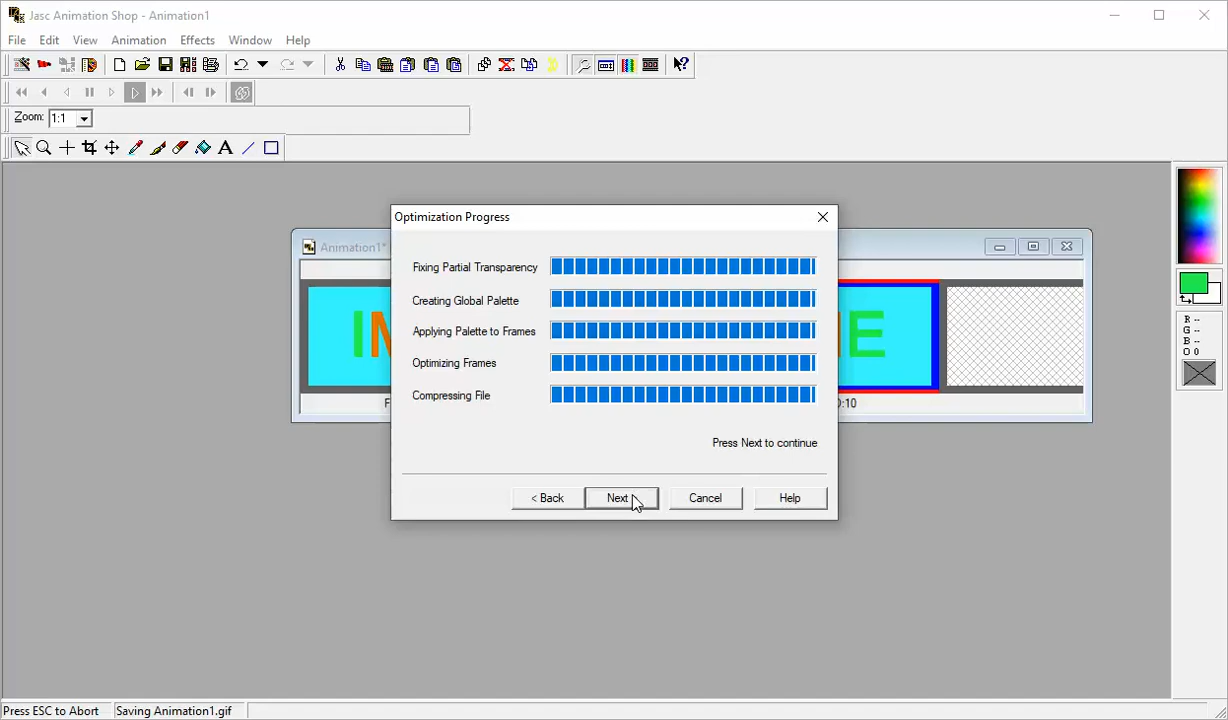 Jasc Animation Shop - Animation1
File Edit View Animation Effects Window Help
Zoom: 1:1
Optimization Progress
Animation1*
Fixing Partial Transparency
Creating Global Palette
Applying Palette to Frames
Optimizing Frames
Compressing File
I
E
R --
G --
B --
O 0
F
:10
Press Next to continue
< Back Next Cancel Help
Press ESC to Abort Saving Animation1.gif